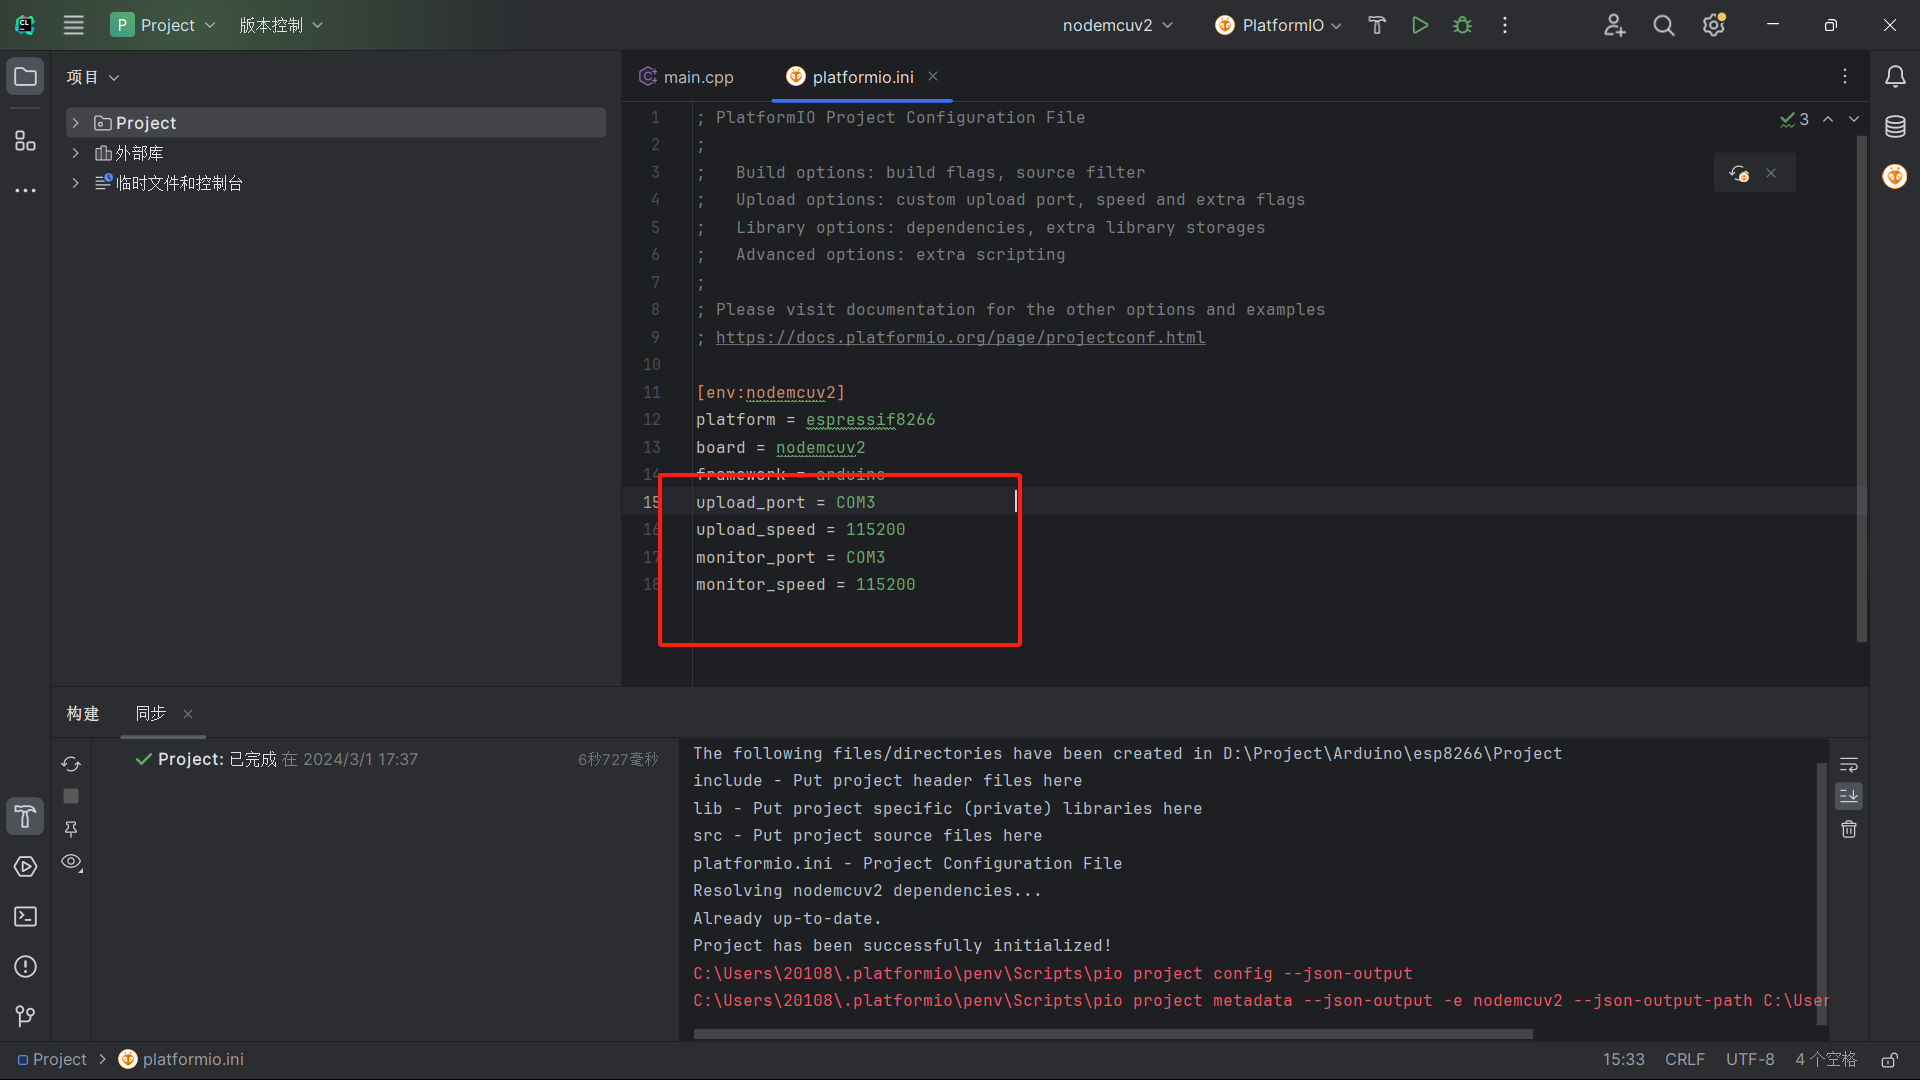 P Project 版本控制 nodemcuv2 PlatformIO
项目
Project
外部库
临时文件和控制台
main.cpp platformio.ini
3
1 ; PlatformIO Project Configuration File
2 ;
3 ;   Build options: build flags, source filter
4 ;   Upload options: custom upload port, speed and extra flags
5 ;   Library options: dependencies, extra library storages
6 ;   Advanced options: extra scripting
7 ;
8 ; Please visit documentation for the other options and examples
9 ; https://docs.platformio.org/page/projectconf.html
10
11 [env:nodemcuv2]
12 platform = espressif8266
13 board = nodemcuv2
14 framework = arduino
15 upload_port = COM3
16 upload_speed = 115200
17 monitor_port = COM3
18 monitor_speed = 115200
构建 同步
Project: 已完成 在 2024/3/1 17:37 6秒727毫秒
The following files/directories have been created in D:\Project\Arduino\esp8266\Project
include - Put project header files here
lib - Put project specific (private) libraries here
src - Put project source files here
platformio.ini - Project Configuration File
Resolving nodemcuv2 dependencies...
Already up-to-date.
Project has been successfully initialized!
C:\Users\20108\.platformio\penv\Scripts\pio project config --json-output
C:\Users\20108\.platformio\penv\Scripts\pio project metadata --json-output -e nodemcuv2 --json-output-path C:\User
Project platformio.ini 15:33 CRLF UTF-8 4 个空格